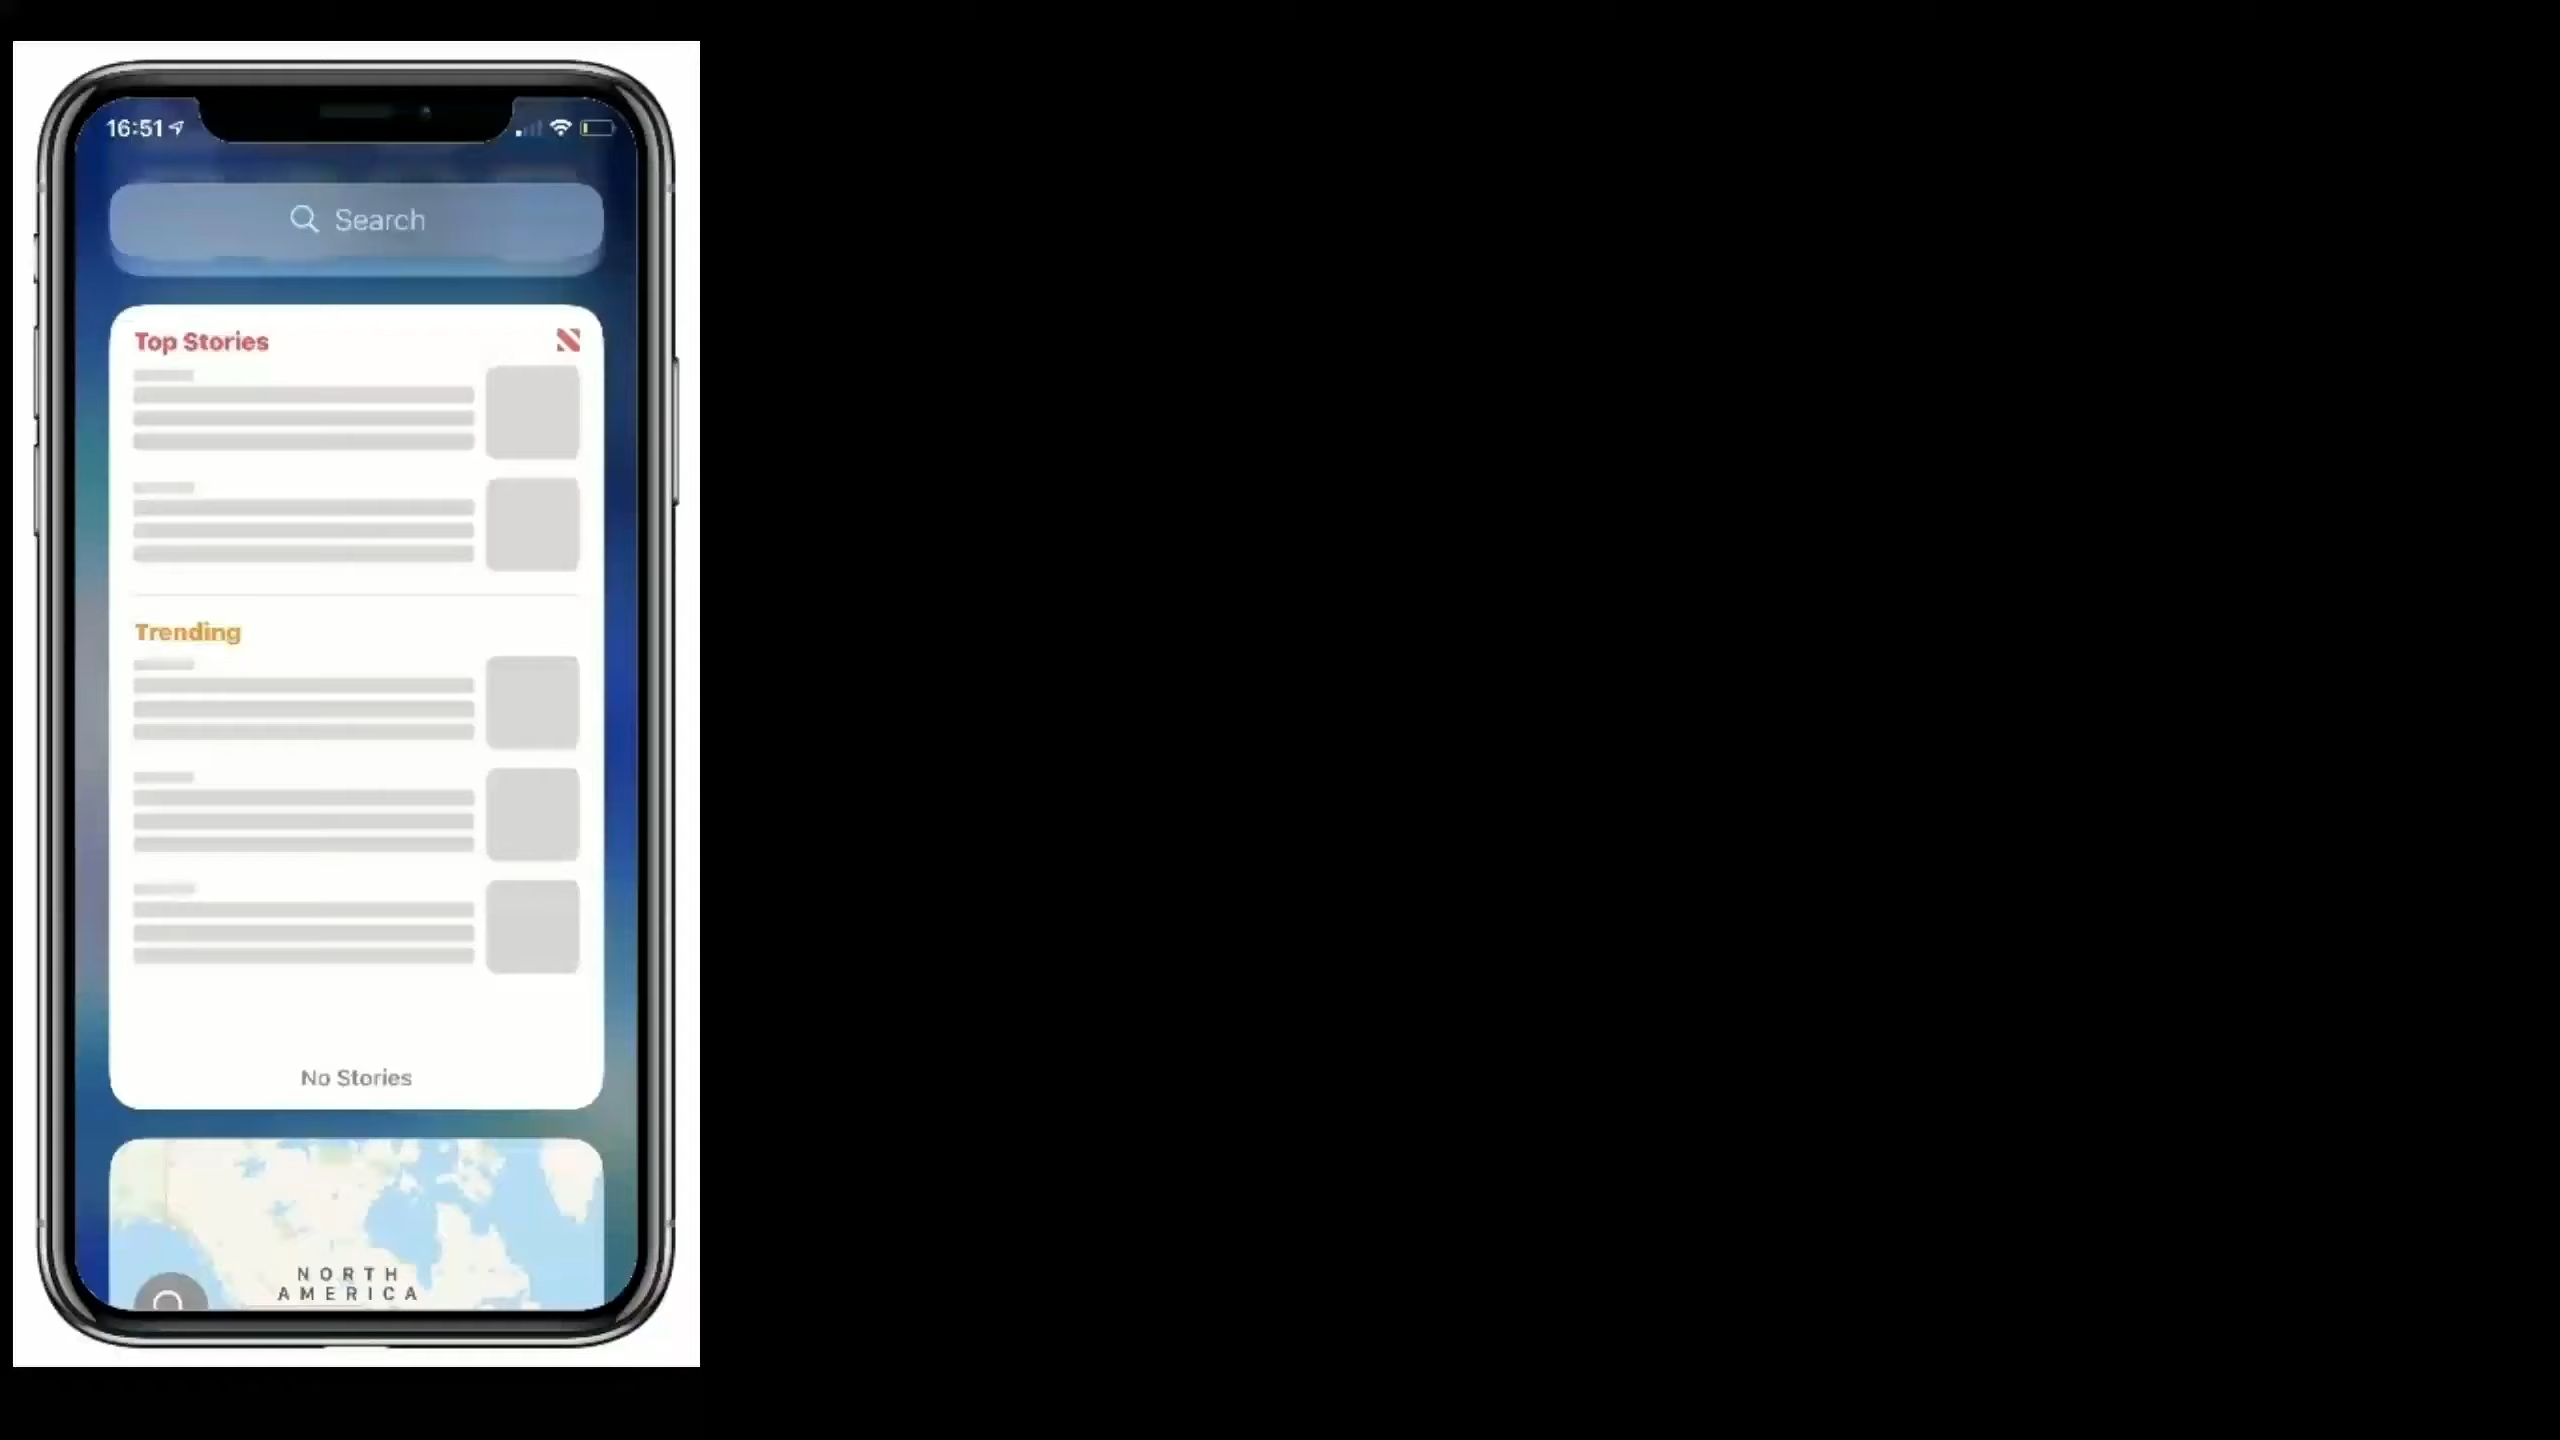 16:51
Search
Top Stories
Trending
No Stories
NORTH
AMERICA